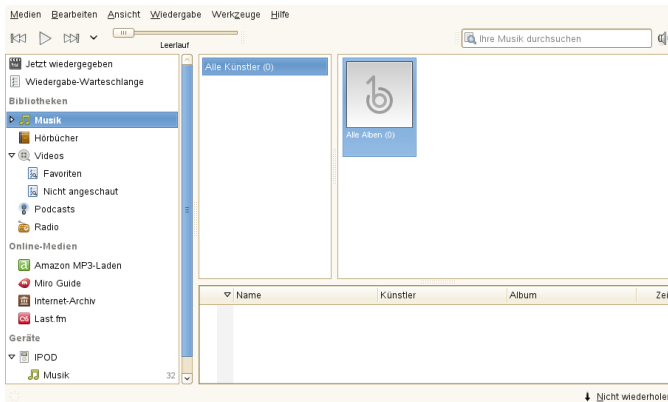 Medien Bearbeiten Ansicht Wiedergabe Werkzeuge Hilfe
Leerlauf
Ihre Musik durchsuchen
Jetzt wiedergegeben
Wiedergabe-Warteschlange
Bibliotheken
Musik
Hörbücher
Videos
Favoriten
Nicht angeschaut
Podcasts
Radio
Online-Medien
Amazon MP3-Laden
Miro Guide
Internet-Archiv
Last.fm
Geräte
IPOD
Musik 32
Alle Künstler (0)
Alle Alben (0)
Name Künstler Album Zei
Nicht wiederholen